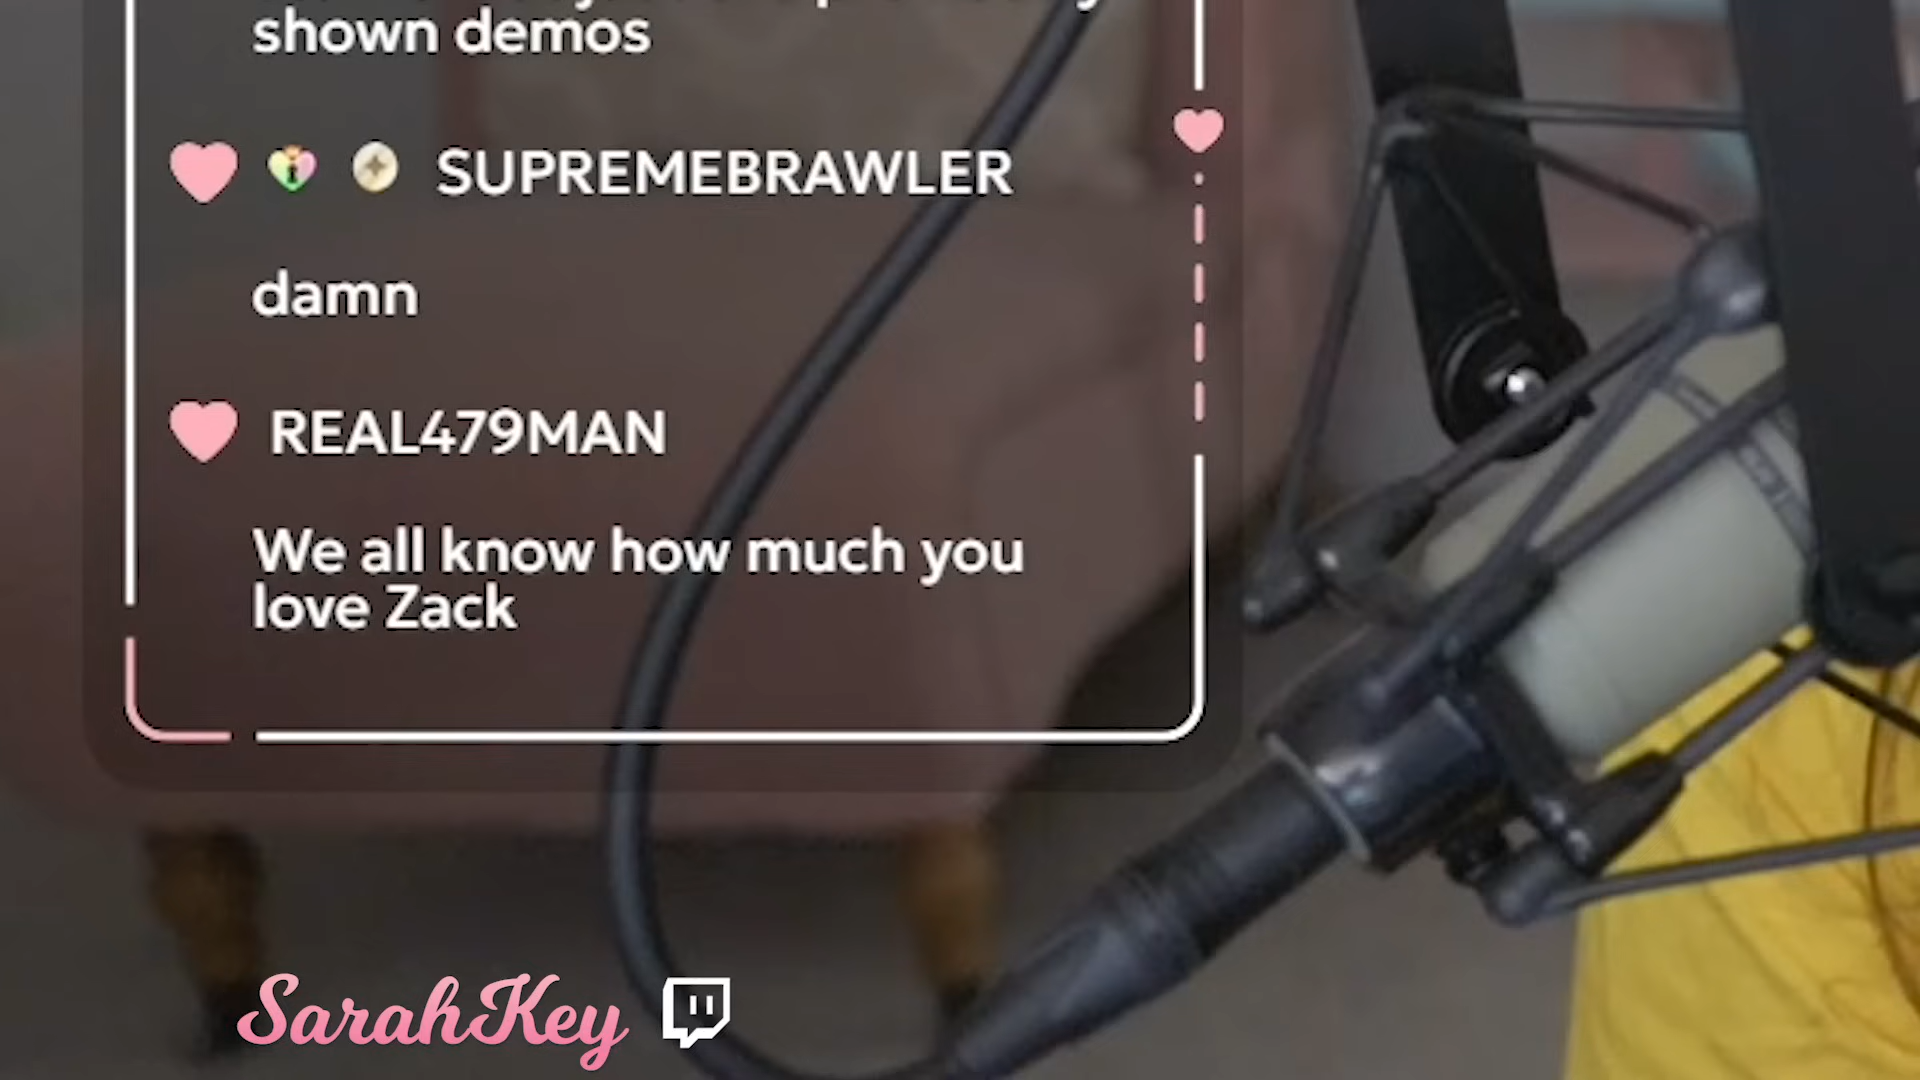 shown demos
SUPREMEBRAWLER
damn
REAL479MAN
We all know how much you
love Zack
SarahKey